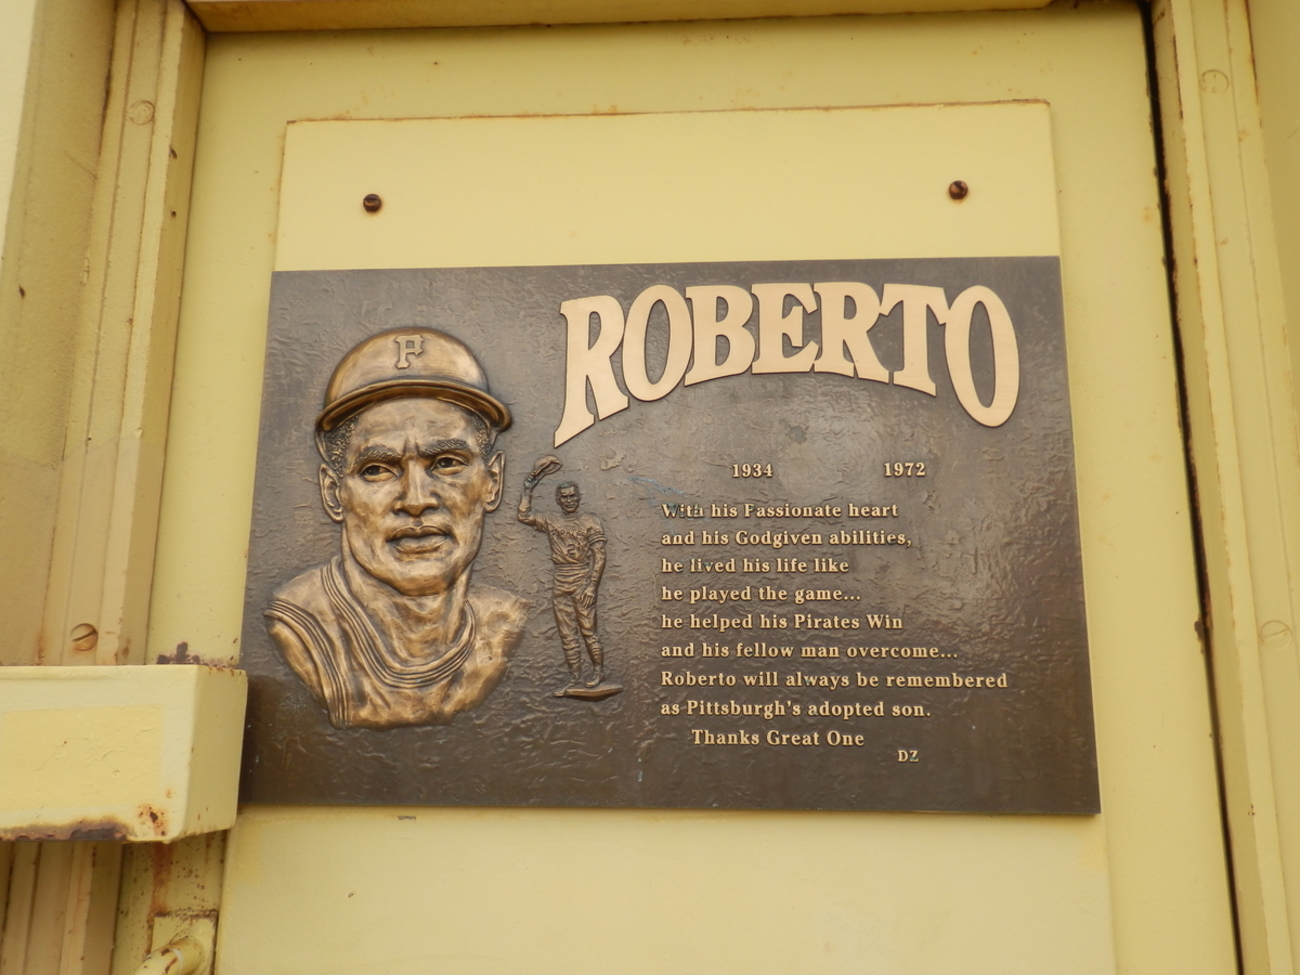 P
ROBERTO
1934 1972
With his Passionate heart
and his Godgiven abilities,
he lived his life like
he played the game...
he helped his Pirates Win
and his fellow man overcome...
Roberto will always be remembered
as Pittsburgh's adopted son.
Thanks Great One
DZ